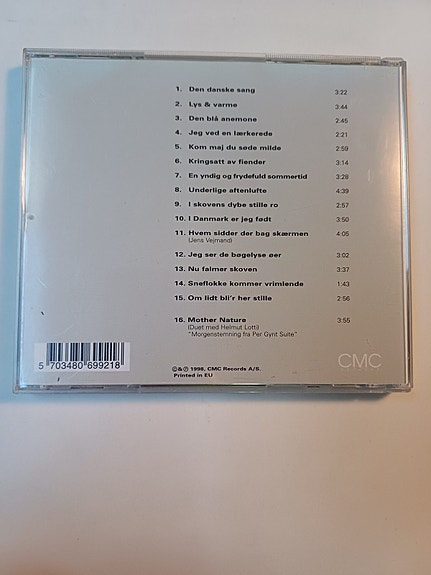 1. Den danske sang 3:22
2. Lys & varme 3:44
3. Den blå anemone 2:45
4. Jeg ved en lærkerede 2:21
5. Kom maj du søde milde 2:59
6. Kringsatt av fiender 3:14
7. En yndig og frydefuld sommertid 3:28
8. Underlige aftenlufte 4:39
9. I skovens dybe stille ro 2:57
10. I Danmark er jeg født 3:50
11. Hvem sidder der bag skærmen 4:05
(Jens Vejmand)
12. Jeg ser de bøgelyse øer 3:02
13. Nu falmer skoven 3:37
14. Sneflokke kommer vrimlende 1:43
15. Om lidt bli'r her stille 2:56
16. Mother Nature 3:55
(Duet med Helmut Lotti)
"Morgenstemning fra Per Gynt Suite"
5 703480 699218
©&℗ 1998, CMC Records A/S.
Printed in EU
CMC